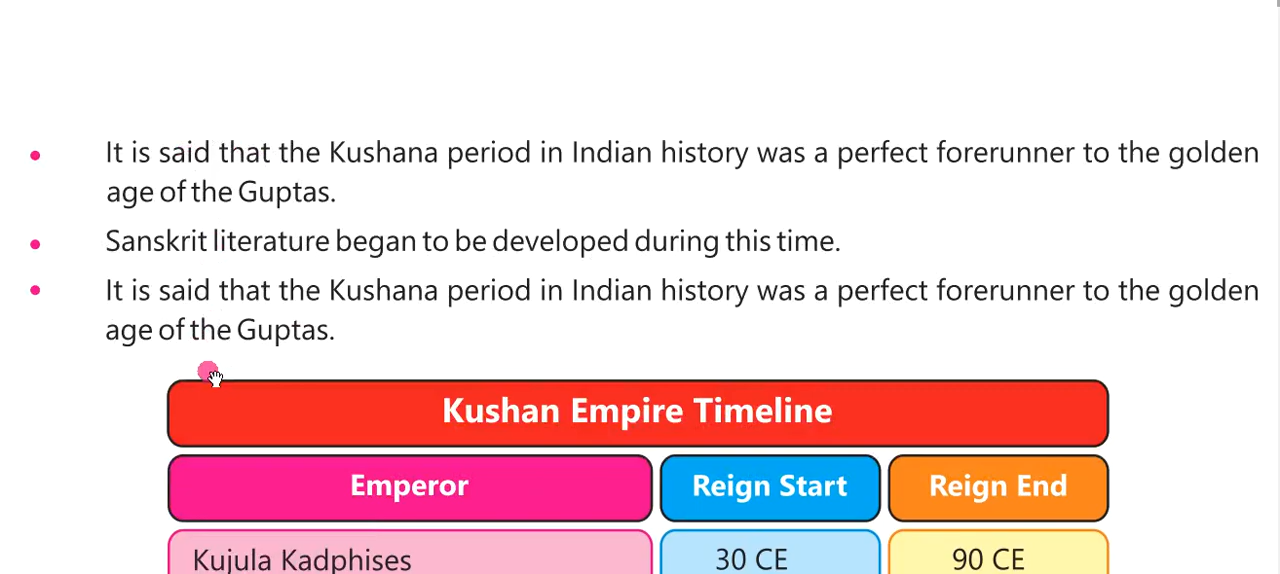 • It is said that the Kushana period in Indian history was a perfect forerunner to the golden
age of the Guptas.
• Sanskrit literature began to be developed during this time.
• It is said that the Kushana period in Indian history was a perfect forerunner to the golden
age of the Guptas.
Kushan Empire Timeline
Emperor Reign Start Reign End
Kujula Kadphises 30 CE 90 CE